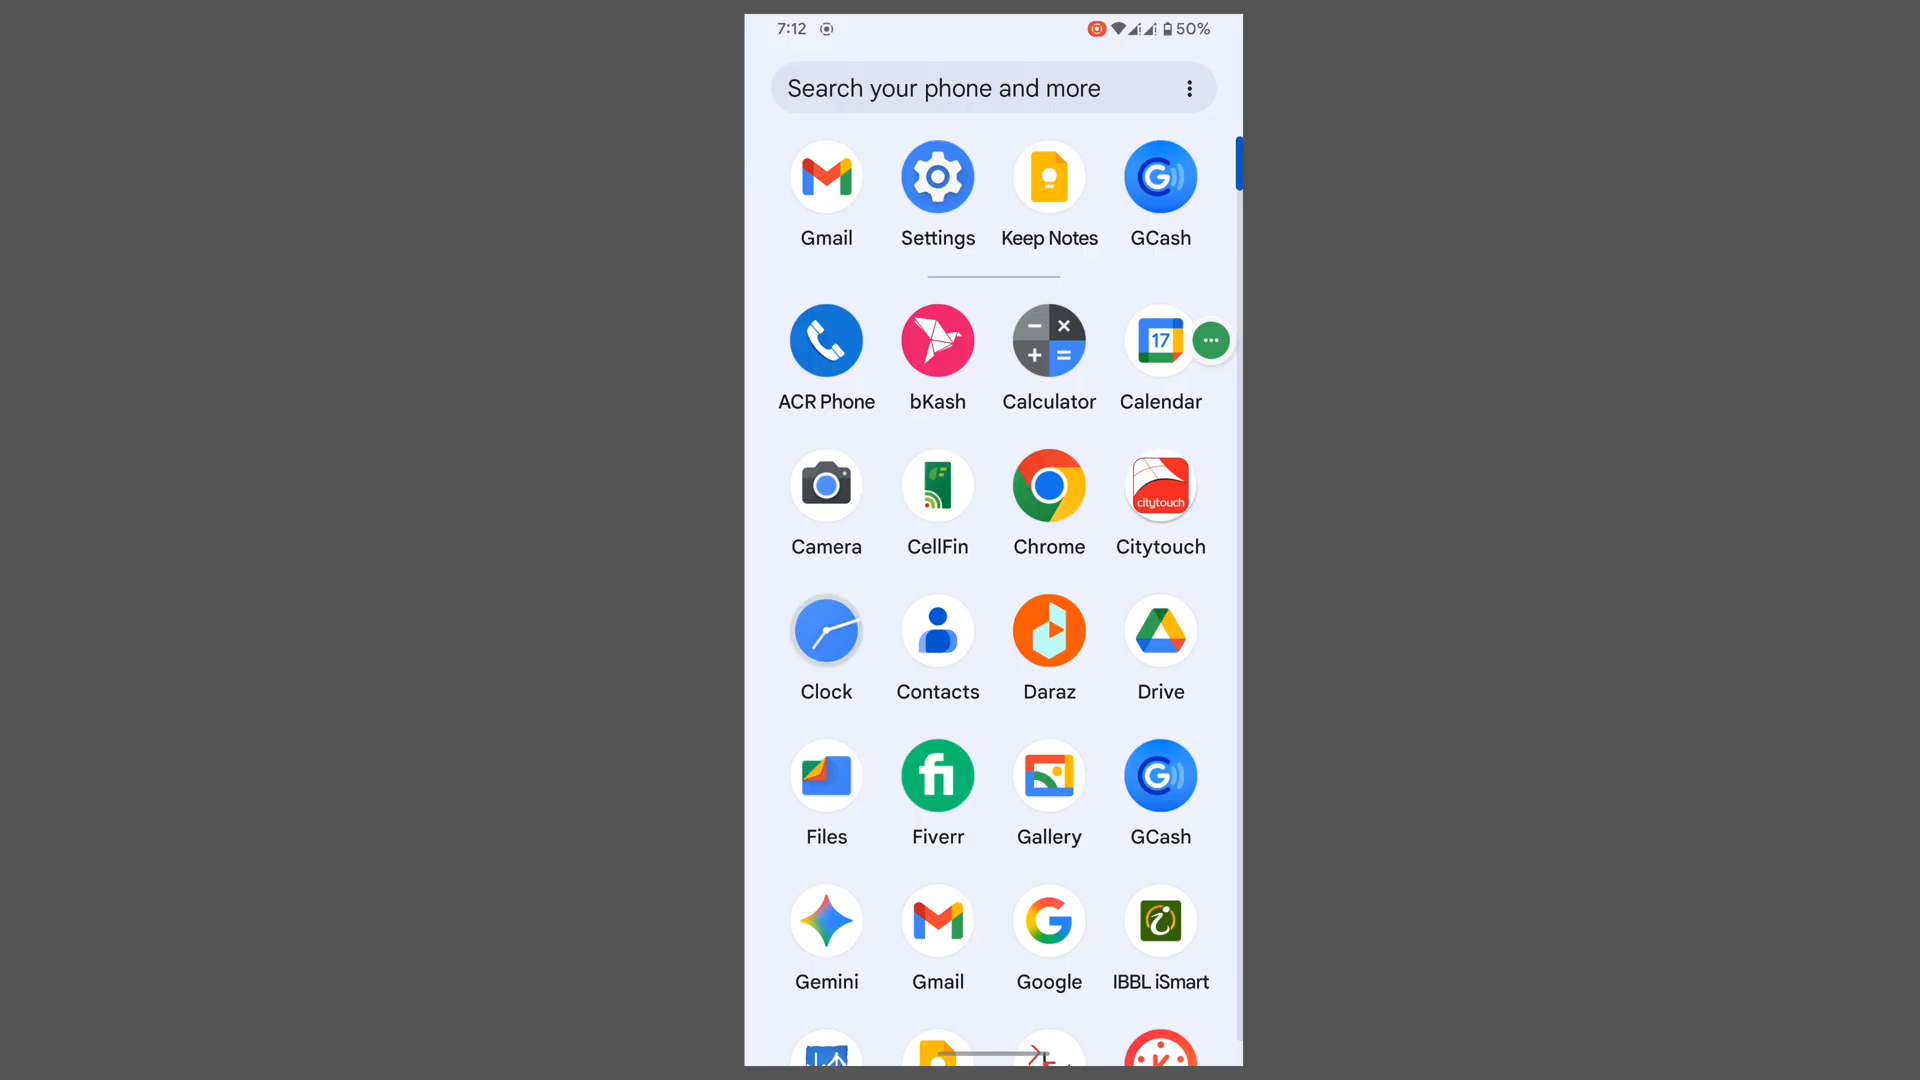 7:12 50%
Search your phone and more
Gmail Settings Keep Notes GCash
17
ACR Phone bKash Calculator Calendar
citytouch
Camera CellFin Chrome Citytouch
Clock Contacts Daraz Drive
fi
Files Fiverr Gallery GCash
Gemini Gmail Google IBBL iSmart